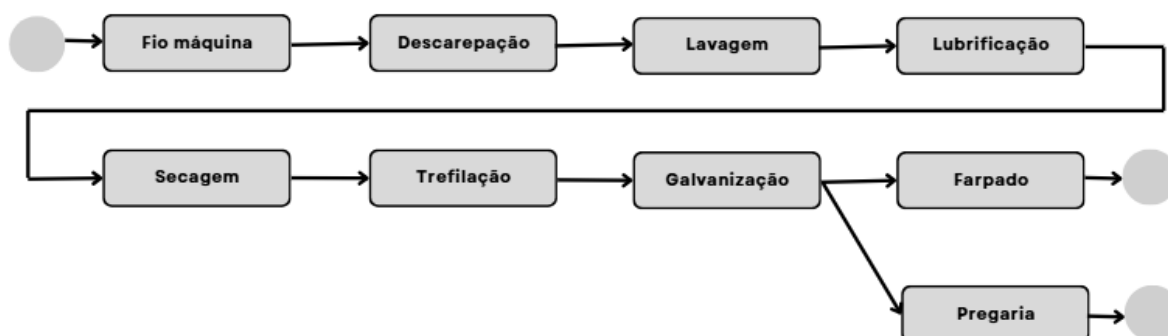 Fio máquina
Descarepação
Lavagem
Lubrificação
Secagem
Trefilação
Galvanização
Farpado
Pregaria